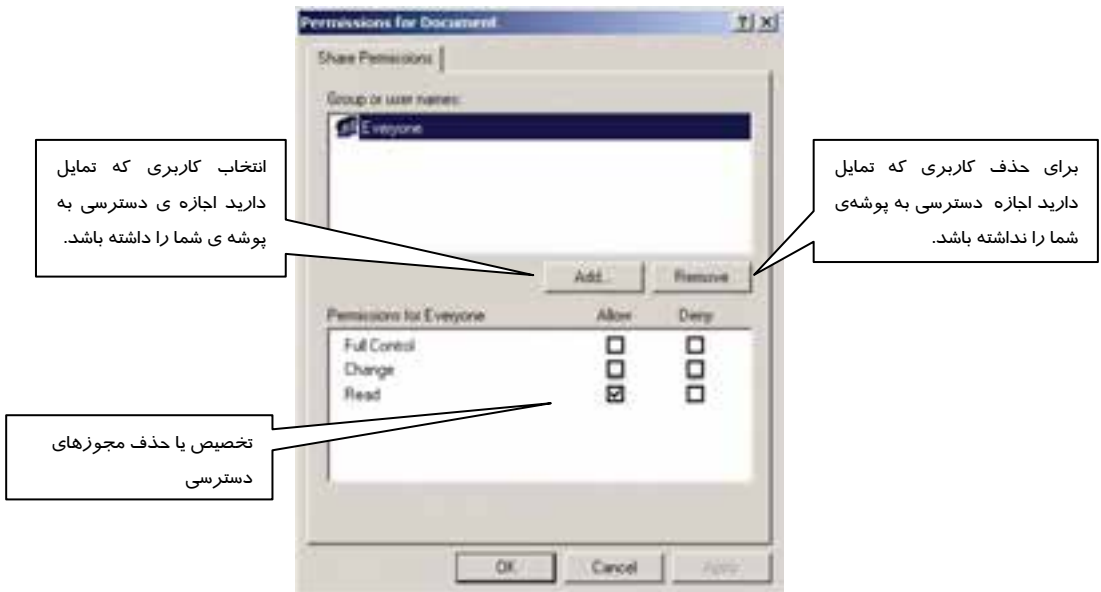 Permissions for Document
Share Permissions
Group or user names:
Everyone
انتخاب کاربری که تمایل
دارید اجازه ی دسترسی به
پوشه ی شما را داشته باشد.
برای حذف کاربری که تمایل
دارید اجازه دسترسی به پوشه‌ی
شما را نداشته باشد.
Add... Remove
Permissions for Everyone Allow Deny
Full Control
Change
Read
تخصیص یا حذف مجوزهای
دسترسی
OK Cancel Apply